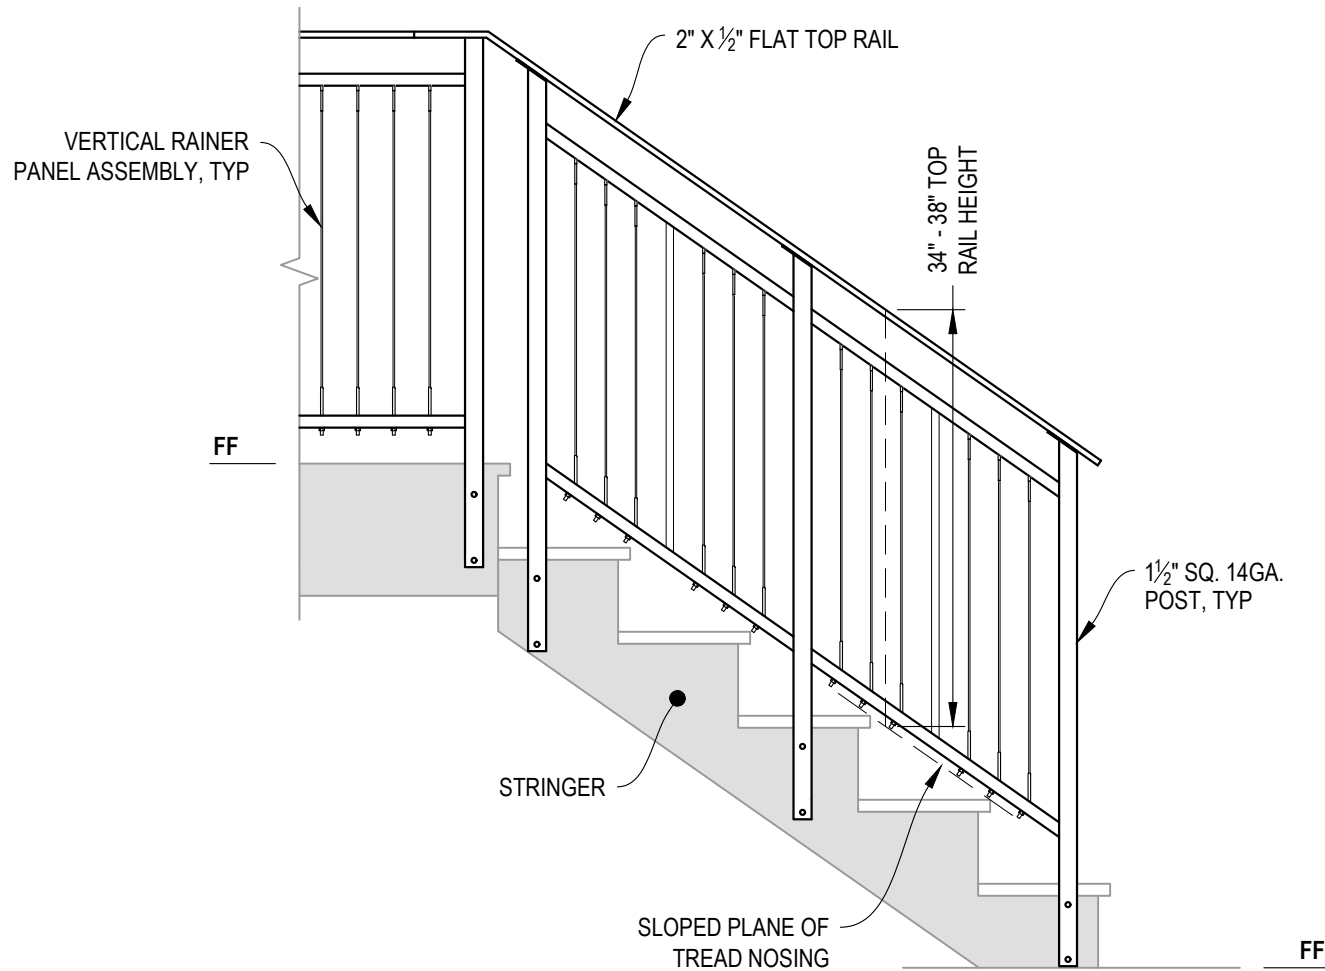 2" X ½" FLAT TOP RAIL
VERTICAL RAINER
PANEL ASSEMBLY, TYP
34" - 38" TOP
RAIL HEIGHT
FF
1½" SQ. 14GA.
POST, TYP
STRINGER
SLOPED PLANE OF
TREAD NOSING
FF